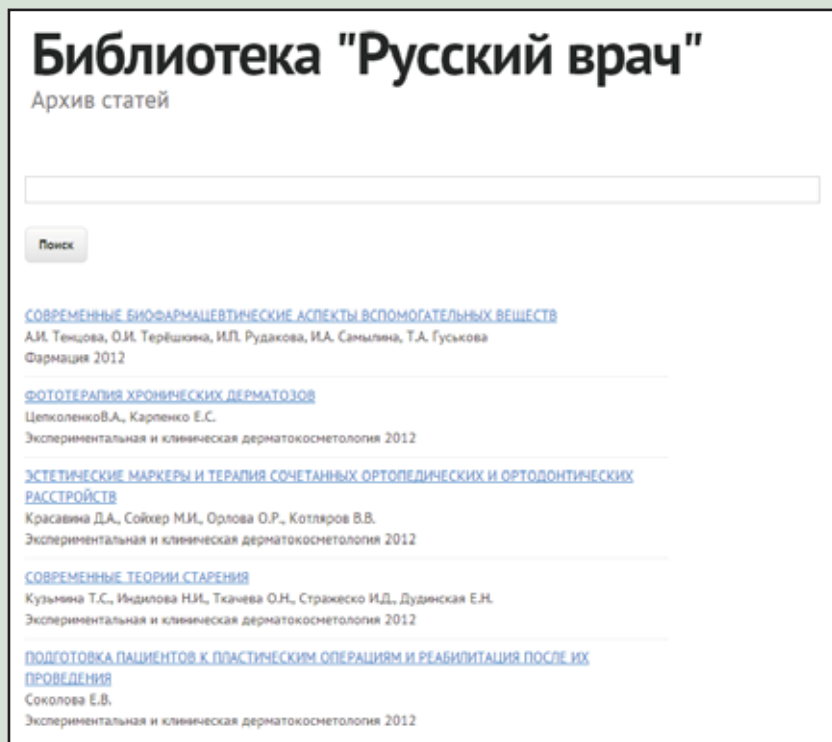 Библиотека "Русский врач"
Архив статей
Поиск
СОВРЕМЕННЫЕ БИОФАРМАЦЕВТИЧЕСКИЕ АСПЕКТЫ ВСПОМОГАТЕЛЬНЫХ ВЕЩЕСТВ
А.И. Тенцова, О.И. Терёшкина, И.П. Рудакова, И.А. Самылина, Т.А. Гуськова
Фармация 2012
ФОТОТЕРАПИЯ ХРОНИЧЕСКИХ ДЕРМАТОЗОВ
ЦепколенкоВ.А., Карпенко Е.С.
Экспериментальная и клиническая дерматокосметология 2012
ЭСТЕТИЧЕСКИЕ МАРКЕРЫ И ТЕРАПИЯ СОЧЕТАННЫХ ОРТОПЕДИЧЕСКИХ И ОРТОДОНТИЧЕСКИХ
РАССТРОЙСТВ
Красавина Д.А., Сойхер М.И., Орлова О.Р., Котляров В.В.
Экспериментальная и клиническая дерматокосметология 2012
СОВРЕМЕННЫЕ ТЕОРИИ СТАРЕНИЯ
Кузьмина Т.С., Индилова Н.И., Ткачева О.Н., Стражеско И.Д., Дудинская Е.Н.
Экспериментальная и клиническая дерматокосметология 2012
ПОДГОТОВКА ПАЦИЕНТОВ К ПЛАСТИЧЕСКИМ ОПЕРАЦИЯМ И РЕАБИЛИТАЦИЯ ПОСЛЕ ИХ
ПРОВЕДЕНИЯ
Соколова Е.В.
Экспериментальная и клиническая дерматокосметология 2012